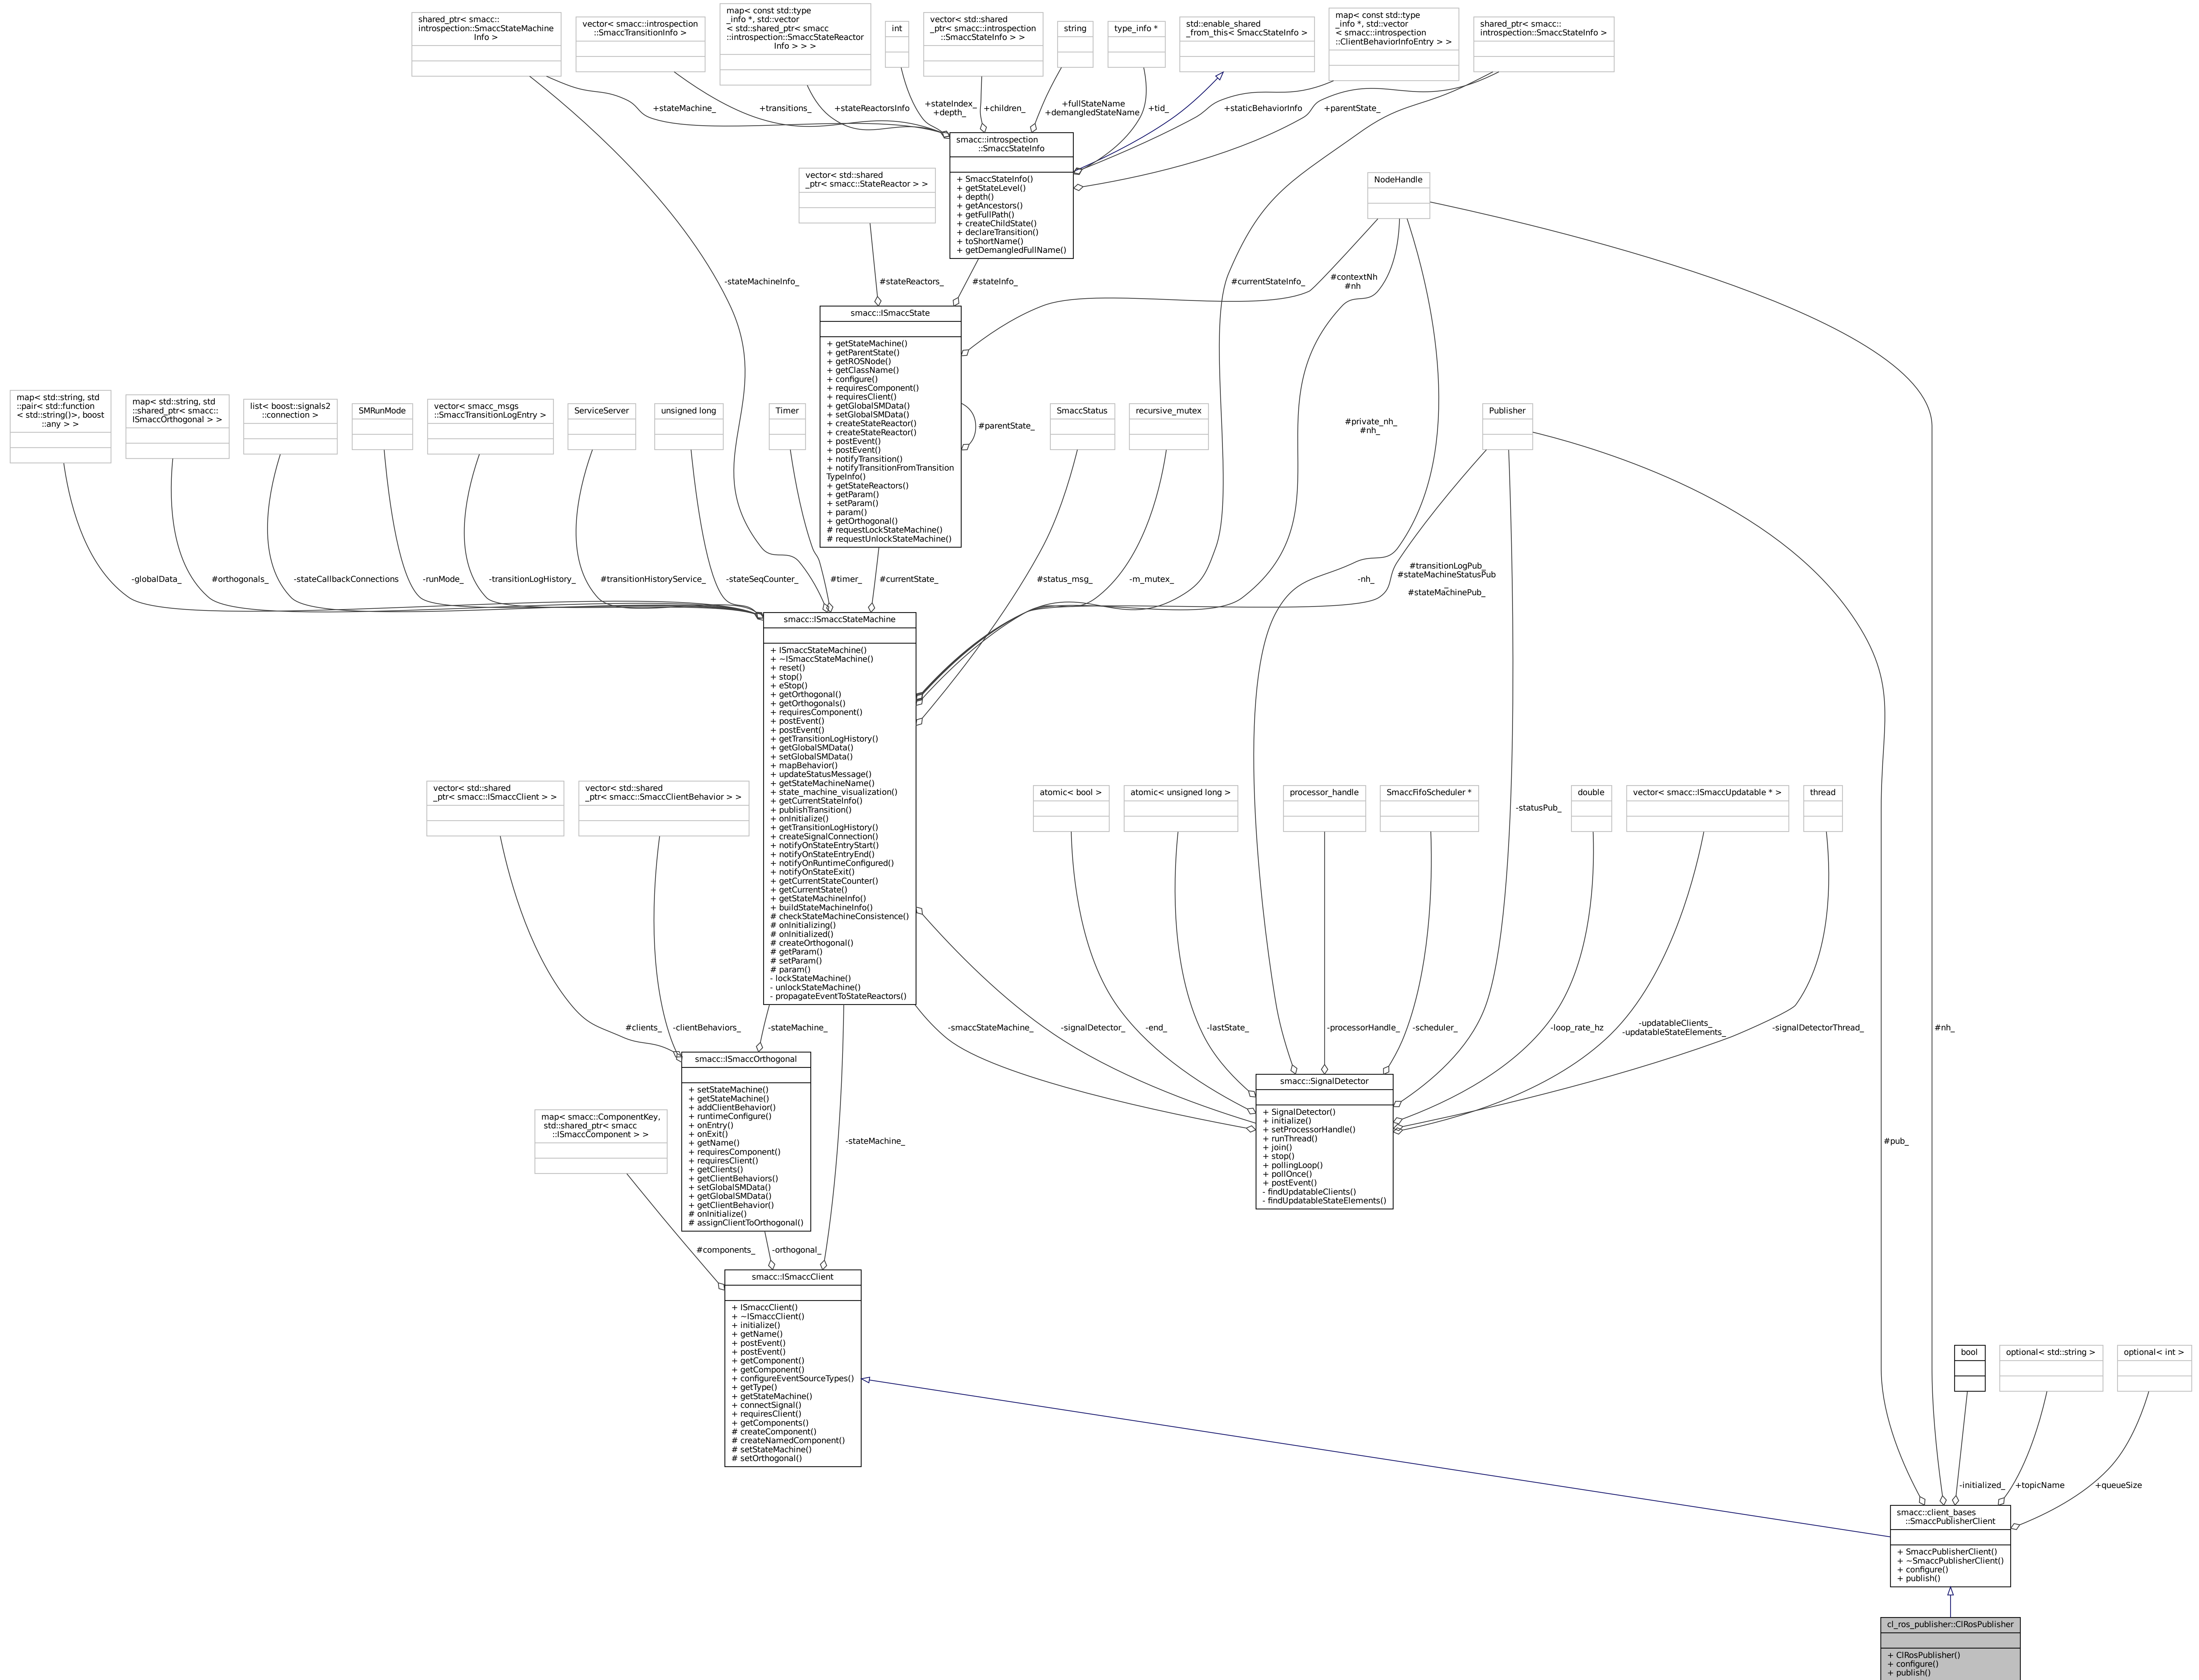 shared_ptr< smacc::
introspection::SmaccStateMachine
Info >
vector< smacc::introspection
::SmaccTransitionInfo >
map< const std::type
_info *, std::vector
< std::shared_ptr< smacc
::introspection::SmaccStateReactor
Info > > >
int
vector< std::shared
_ptr< smacc::introspection
::SmaccStateInfo > >
string
type_info *
std::enable_shared
_from_this< SmaccStateInfo >
map< const std::type
_info *, std::vector
< smacc::introspection
::ClientBehaviorInfoEntry > >
shared_ptr< smacc::
introspection::SmaccStateInfo >
+stateMachine_
+transitions_
+stateReactorsInfo
+stateIndex_
+depth_
+children_
+fullStateName
+demangledStateName
+tid_
+staticBehaviorInfo
+parentState_
smacc::introspection
::SmaccStateInfo
+ SmaccStateInfo()
+ getStateLevel()
+ depth()
+ getAncestors()
+ getFullPath()
+ createChildState()
+ declareTransition()
+ toShortName()
+ getDemangledFullName()
vector< std::shared
_ptr< smacc::StateReactor > >
NodeHandle
-stateMachineInfo_
#stateReactors_
#stateInfo_
#currentStateInfo_
#contextNh
#nh
smacc::ISmaccState
+ getStateMachine()
+ getParentState()
+ getROSNode()
+ getClassName()
+ configure()
+ requiresComponent()
+ requiresClient()
+ getGlobalSMData()
+ setGlobalSMData()
+ createStateReactor()
+ createStateReactor()
+ postEvent()
+ postEvent()
+ notifyTransition()
+ notifyTransitionFromTransition
TypeInfo()
+ getStateReactors()
+ getParam()
+ setParam()
+ param()
+ getOrthogonal()
# requestLockStateMachine()
# requestUnlockStateMachine()
#parentState_
map< std::string, std
::pair< std::function
< std::string()>, boost
::any > >
map< std::string, std
::shared_ptr< smacc::
ISmaccOrthogonal > >
list< boost::signals2
::connection >
SMRunMode
vector< smacc_msgs
::SmaccTransitionLogEntry >
ServiceServer
unsigned long
Timer
SmaccStatus
recursive_mutex
#private_nh_
#nh_
Publisher
-globalData_
#orthogonals_
-stateCallbackConnections
-runMode_
-transitionLogHistory_
#transitionHistoryService_
-stateSeqCounter_
#timer_
#currentState_
#status_msg_
-m_mutex_
-nh_
#transitionLogPub_
#stateMachineStatusPub
_
#stateMachinePub_
smacc::ISmaccStateMachine
+ ISmaccStateMachine()
+ ~ISmaccStateMachine()
+ reset()
+ stop()
+ eStop()
+ getOrthogonal()
+ getOrthogonals()
+ requiresComponent()
+ postEvent()
+ postEvent()
+ getTransitionLogHistory()
+ getGlobalSMData()
+ setGlobalSMData()
+ mapBehavior()
+ updateStatusMessage()
+ getStateMachineName()
+ state_machine_visualization()
+ getCurrentStateInfo()
+ publishTransition()
+ onInitialize()
+ getTransitionLogHistory()
+ createSignalConnection()
+ notifyOnStateEntryStart()
+ notifyOnStateEntryEnd()
+ notifyOnRuntimeConfigured()
+ notifyOnStateExit()
+ getCurrentStateCounter()
+ getCurrentState()
+ getStateMachineInfo()
+ buildStateMachineInfo()
# checkStateMachineConsistence()
# onInitializing()
# onInitialized()
# createOrthogonal()
# getParam()
# setParam()
# param()
- lockStateMachine()
- unlockStateMachine()
- propagateEventToStateReactors()
vector< std::shared
_ptr< smacc::ISmaccClient > >
vector< std::shared
_ptr< smacc::SmaccClientBehavior > >
atomic< bool >
atomic< unsigned long >
processor_handle
SmaccFifoScheduler *
-statusPub_
double
vector< smacc::ISmaccUpdatable * >
thread
#clients_
-clientBehaviors_
-stateMachine_
-smaccStateMachine_
-signalDetector_
-end_
-lastState_
-processorHandle_
-scheduler_
-loop_rate_hz
-updatableClients_
-updatableStateElements_
-signalDetectorThread_
#nh_
smacc::ISmaccOrthogonal
+ setStateMachine()
+ getStateMachine()
+ addClientBehavior()
+ runtimeConfigure()
+ onEntry()
+ onExit()
+ getName()
+ requiresComponent()
+ requiresClient()
+ getClients()
+ getClientBehaviors()
+ setGlobalSMData()
+ getGlobalSMData()
+ getClientBehavior()
# onInitialize()
# assignClientToOrthogonal()
smacc::SignalDetector
+ SignalDetector()
+ initialize()
+ setProcessorHandle()
+ runThread()
+ join()
+ stop()
+ pollingLoop()
+ pollOnce()
+ postEvent()
- findUpdatableClients()
- findUpdatableStateElements()
map< smacc::ComponentKey,
std::shared_ptr< smacc
::ISmaccComponent > >
-stateMachine_
#pub_
#components_
-orthogonal_
smacc::ISmaccClient
+ ISmaccClient()
+ ~ISmaccClient()
+ initialize()
+ getName()
+ postEvent()
+ postEvent()
+ getComponent()
+ getComponent()
+ configureEventSourceTypes()
+ getType()
+ getStateMachine()
+ connectSignal()
+ requiresClient()
+ getComponents()
# createComponent()
# createNamedComponent()
# setStateMachine()
# setOrthogonal()
bool
optional< std::string >
optional< int >
-initialized_
+topicName
+queueSize
smacc::client_bases
::SmaccPublisherClient
+ SmaccPublisherClient()
+ ~SmaccPublisherClient()
+ configure()
+ publish()
cl_ros_publisher::ClRosPublisher
+ ClRosPublisher()
+ configure()
+ publish()